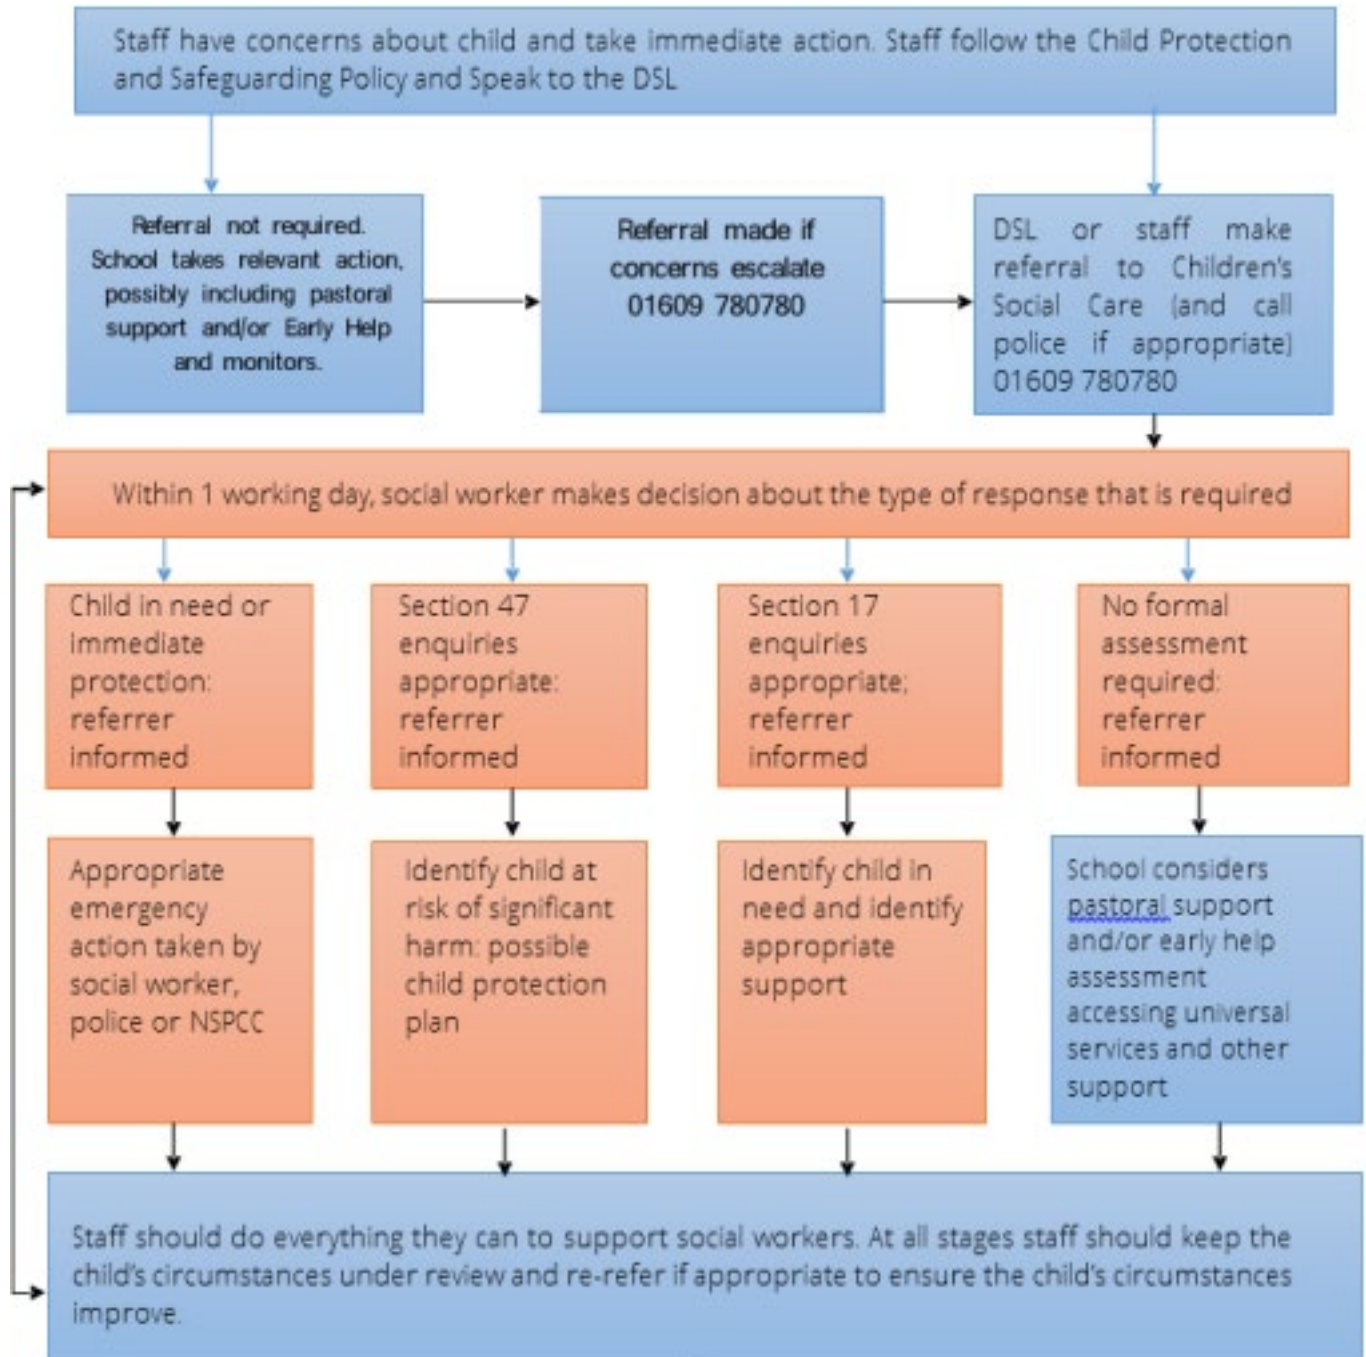 Staff have concerns about child and take immediate action. Staff follow the Child Protection
and Safeguarding Policy and Speak to the DSL
Referral not required.
School takes relevant action,
possibly including pastoral
support and/or Early Help
and monitors.
Referral made if
concerns escalate
01609 780780
DSL or staff make
referral to Children's
Social Care (and call
police if appropriate)
01609 780780
Within 1 working day, social worker makes decision about the type of response that is required
Child in need or
immediate
protection:
referrer
informed
Section 47
enquiries
appropriate:
referrer
informed
Section 17
enquiries
appropriate;
referrer
informed
No formal
assessment
required:
referrer
informed
Appropriate
emergency
action taken by
social worker,
police or NSPCC
Identify child at
risk of significant
harm: possible
child protection
plan
Identify child in
need and identify
appropriate
support
School considers
pastoral support
and/or early help
assessment
accessing universal
services and other
support
Staff should do everything they can to support social workers. At all stages staff should keep the
child's circumstances under review and re-refer if appropriate to ensure the child's circumstances
improve.